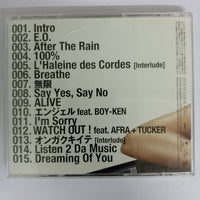 001. Intro
002. E.O.
003. After The Rain
004. 100%
005. L'Haleine des Cordes [Interlude]
006. Breathe
007. 無限
008. Say Yes, Say No
009. ALIVE
010. エンジェル feat. BOY-KEN
011. I'm Sorry
012. WATCH OUT ! feat. AFRA + TUCKER
013. オンガクキイテ [Interlude]
014. Listen 2 Da Music
015. Dreaming Of You